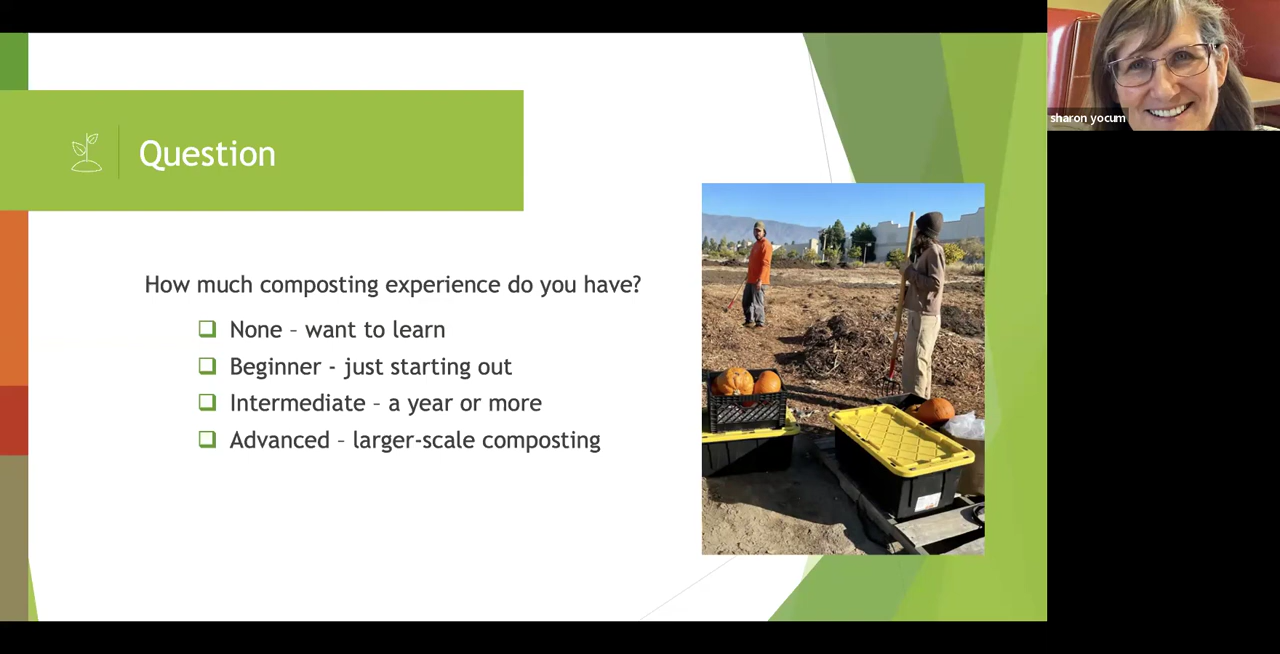 Question
How much composting experience do you have?
None – want to learn
Beginner - just starting out
Intermediate – a year or more
Advanced – larger-scale composting
sharon yocum